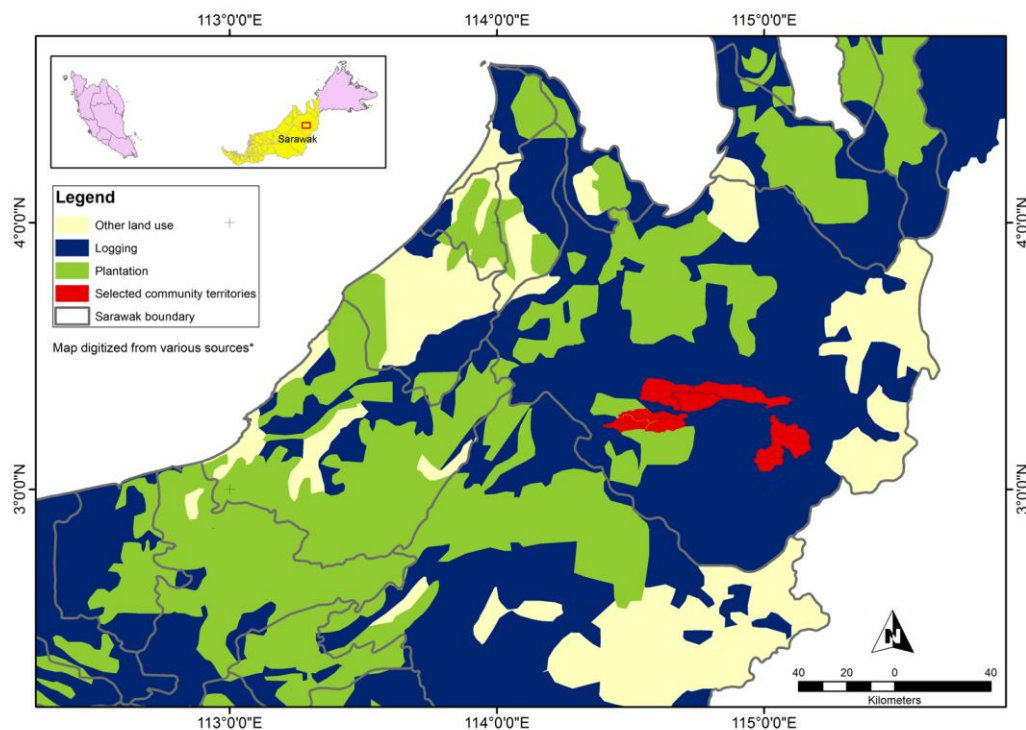 113°0'0"E
114°0'0"E
115°0'0"E
Sarawak
Legend
Other land use
Logging
Plantation
Selected community territories
Sarawak boundary
Map digitized from various sources*
4°0'0"N
4°0'0"N
3°0'0"N
3°0'0"N
N
40 20 0 40
Kilometers
113°0'0"E
114°0'0"E
115°0'0"E